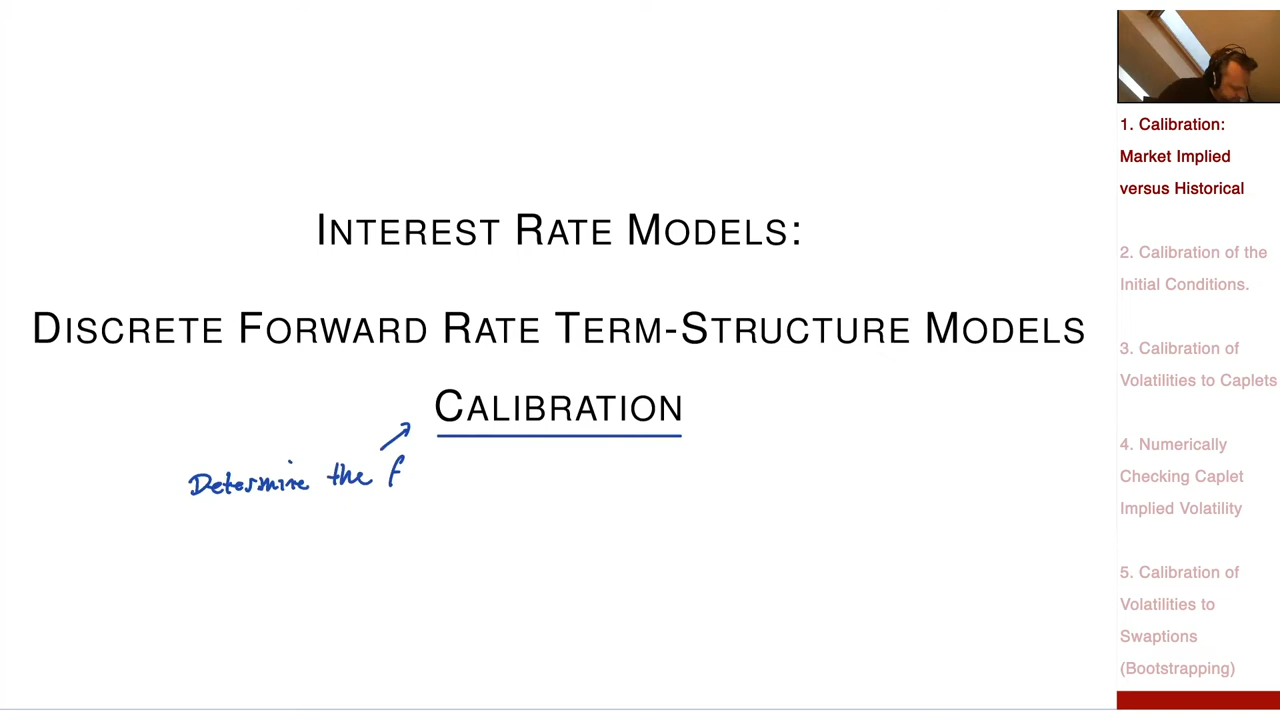 INTEREST RATE MODELS:
DISCRETE FORWARD RATE TERM-STRUCTURE MODELS
CALIBRATION
Determine the f
1. Calibration:
Market Implied
versus Historical
2. Calibration of the
Initial Conditions.
3. Calibration of
Volatilities to Caplets
4. Numerically
Checking Caplet
Implied Volatility
5. Calibration of
Volatilities to
Swaptions
(Bootstrapping)